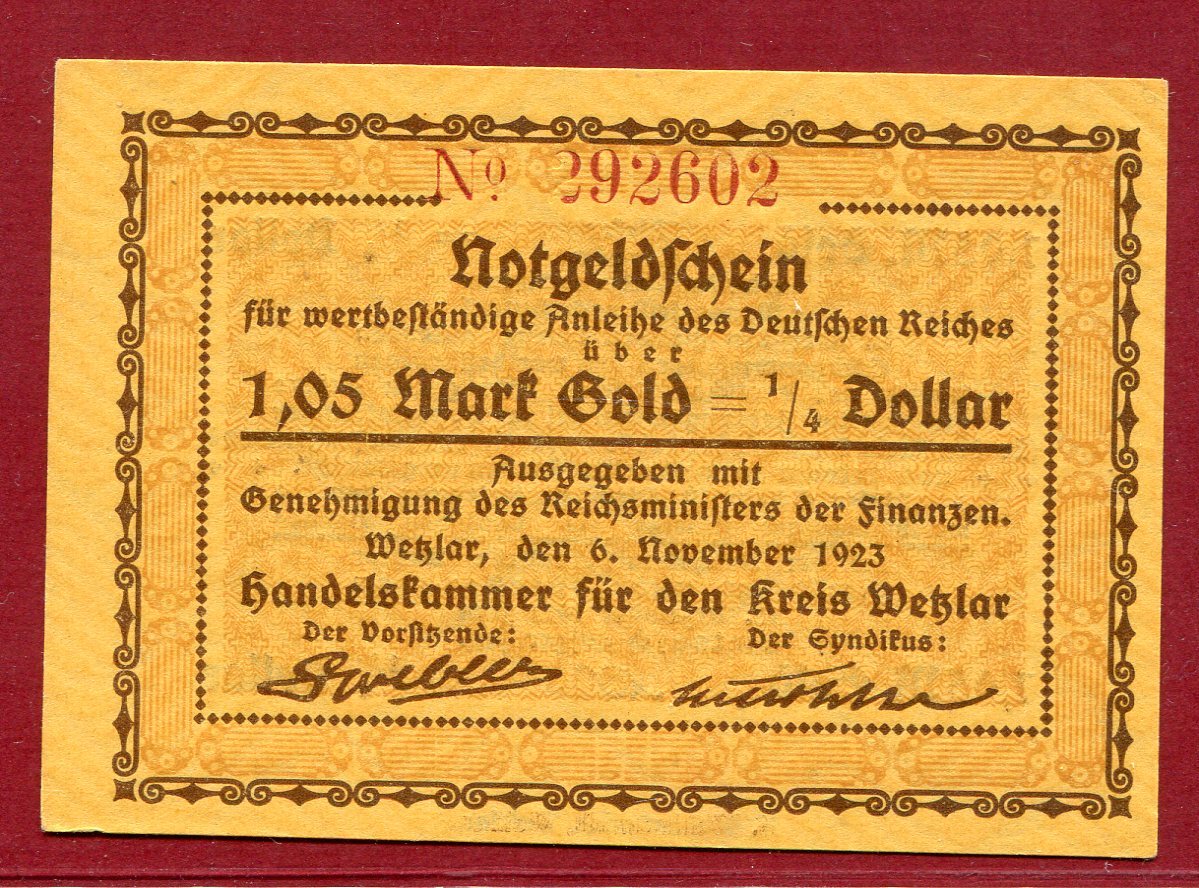 No 292602
Notgeldschein
für wertbeständige Anleihe des Deutschen Reiches
über
1,05 Mark Gold = 1/4 Dollar
Ausgegeben mit
Genehmigung des Reichsministers der Finanzen.
Wetzlar, den 6. November 1923
Handelskammer für den Kreis Wetzlar
Der Vorsitzende: Der Syndikus: